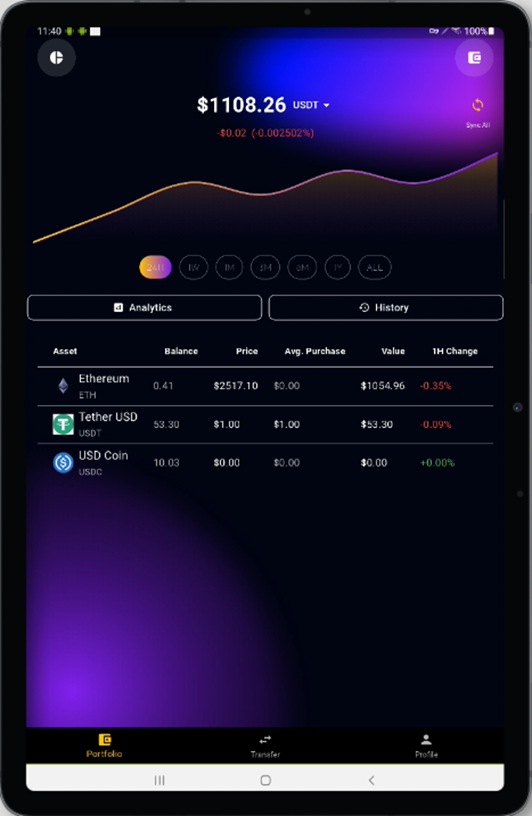 11:40 100%
$1108.26 USDT
-$0.02 (-0.002502%)
Sync All
24H 1W 1M 3M 6M 1Y ALL
Analytics History
Asset Balance Price Avg. Purchase Value 1H Change
Ethereum
ETH 0.41 $2517.10 $0.00 $1054.96 -0.35%
Tether USD
USDT 53.30 $1.00 $1.00 $53.30 -0.09%
USD Coin
USDC 10.03 $0.00 $0.00 $0.00 +0.00%
Portfolio Transfer Profile